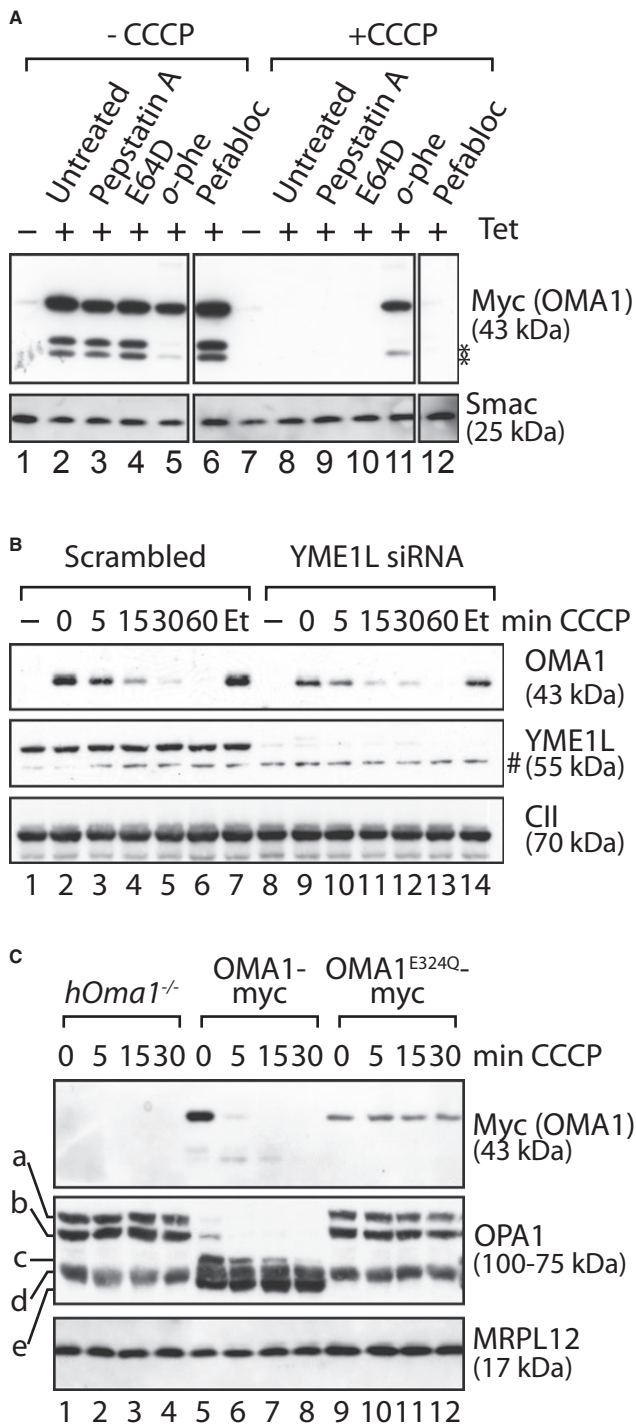 A
- CCCP +CCCP
Untreated Pepstatin A E64D o-phe Pefabloc Untreated Pepstatin A E64D o-phe Pefabloc
− + + + + + − + + + + + Tet
Myc (OMA1)
(43 kDa)
*
*
Smac
(25 kDa)
1 2 3 4 5 6 7 8 9 10 11 12
B
Scrambled YME1L siRNA
− 0 5 15 30 60 Et − 0 5 15 30 60 Et min CCCP
OMA1
(43 kDa)
YME1L
# (55 kDa)
CII
(70 kDa)
1 2 3 4 5 6 7 8 9 10 11 12 13 14
C
hOma1-/- OMA1-myc OMA1E324Q-myc
0 5 15 30 0 5 15 30 0 5 15 30 min CCCP
Myc (OMA1)
(43 kDa)
a
b
c
d
e
OPA1
(100-75 kDa)
MRPL12
(17 kDa)
1 2 3 4 5 6 7 8 9 10 11 12